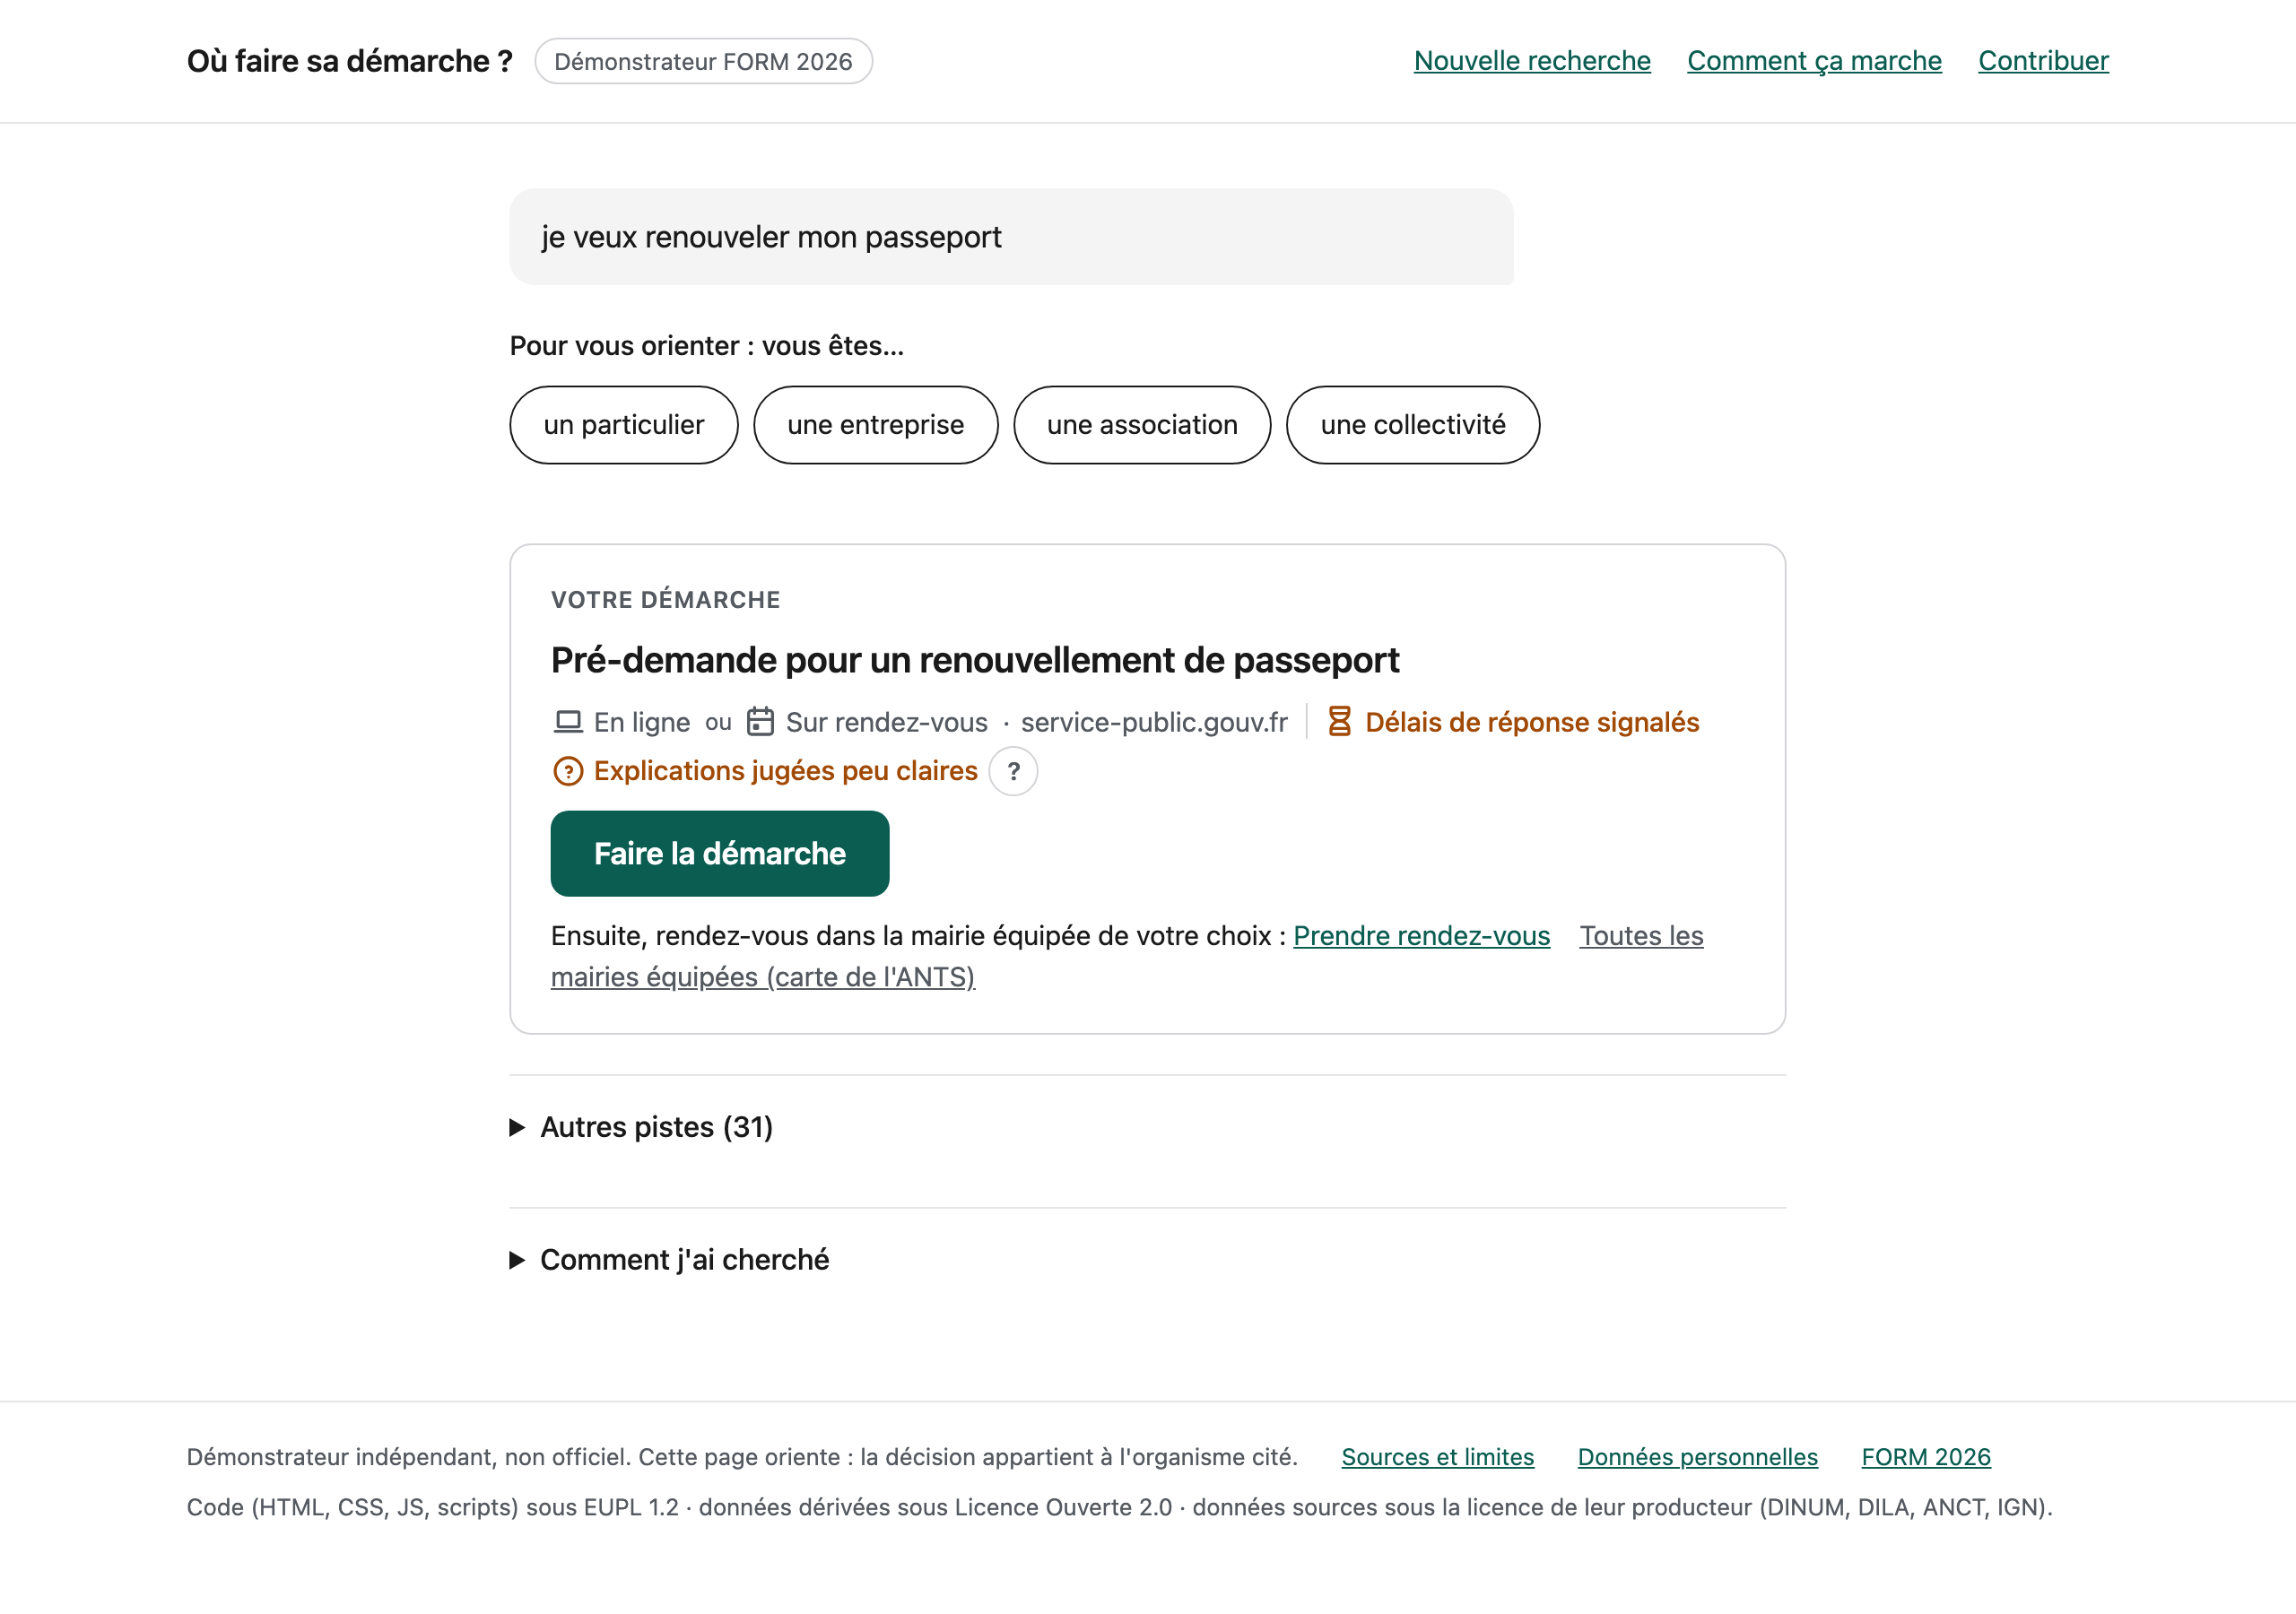 Où faire sa démarche ? Démonstrateur FORM 2026 Nouvelle recherche Comment ça marche Contribuer
je veux renouveler mon passeport
Pour vous orienter : vous êtes...
un particulier une entreprise une association une collectivité
VOTRE DÉMARCHE
Pré-demande pour un renouvellement de passeport
En ligne ou Sur rendez-vous · service-public.gouv.fr Délais de réponse signalés
Explications jugées peu claires ?
Faire la démarche
Ensuite, rendez-vous dans la mairie équipée de votre choix : Prendre rendez-vous Toutes les
mairies équipées (carte de l'ANTS)
Autres pistes (31)
Comment j'ai cherché
Démonstrateur indépendant, non officiel. Cette page oriente : la décision appartient à l'organisme cité. Sources et limites Données personnelles FORM 2026
Code (HTML, CSS, JS, scripts) sous EUPL 1.2 · données dérivées sous Licence Ouverte 2.0 · données sources sous la licence de leur producteur (DINUM, DILA, ANCT, IGN).